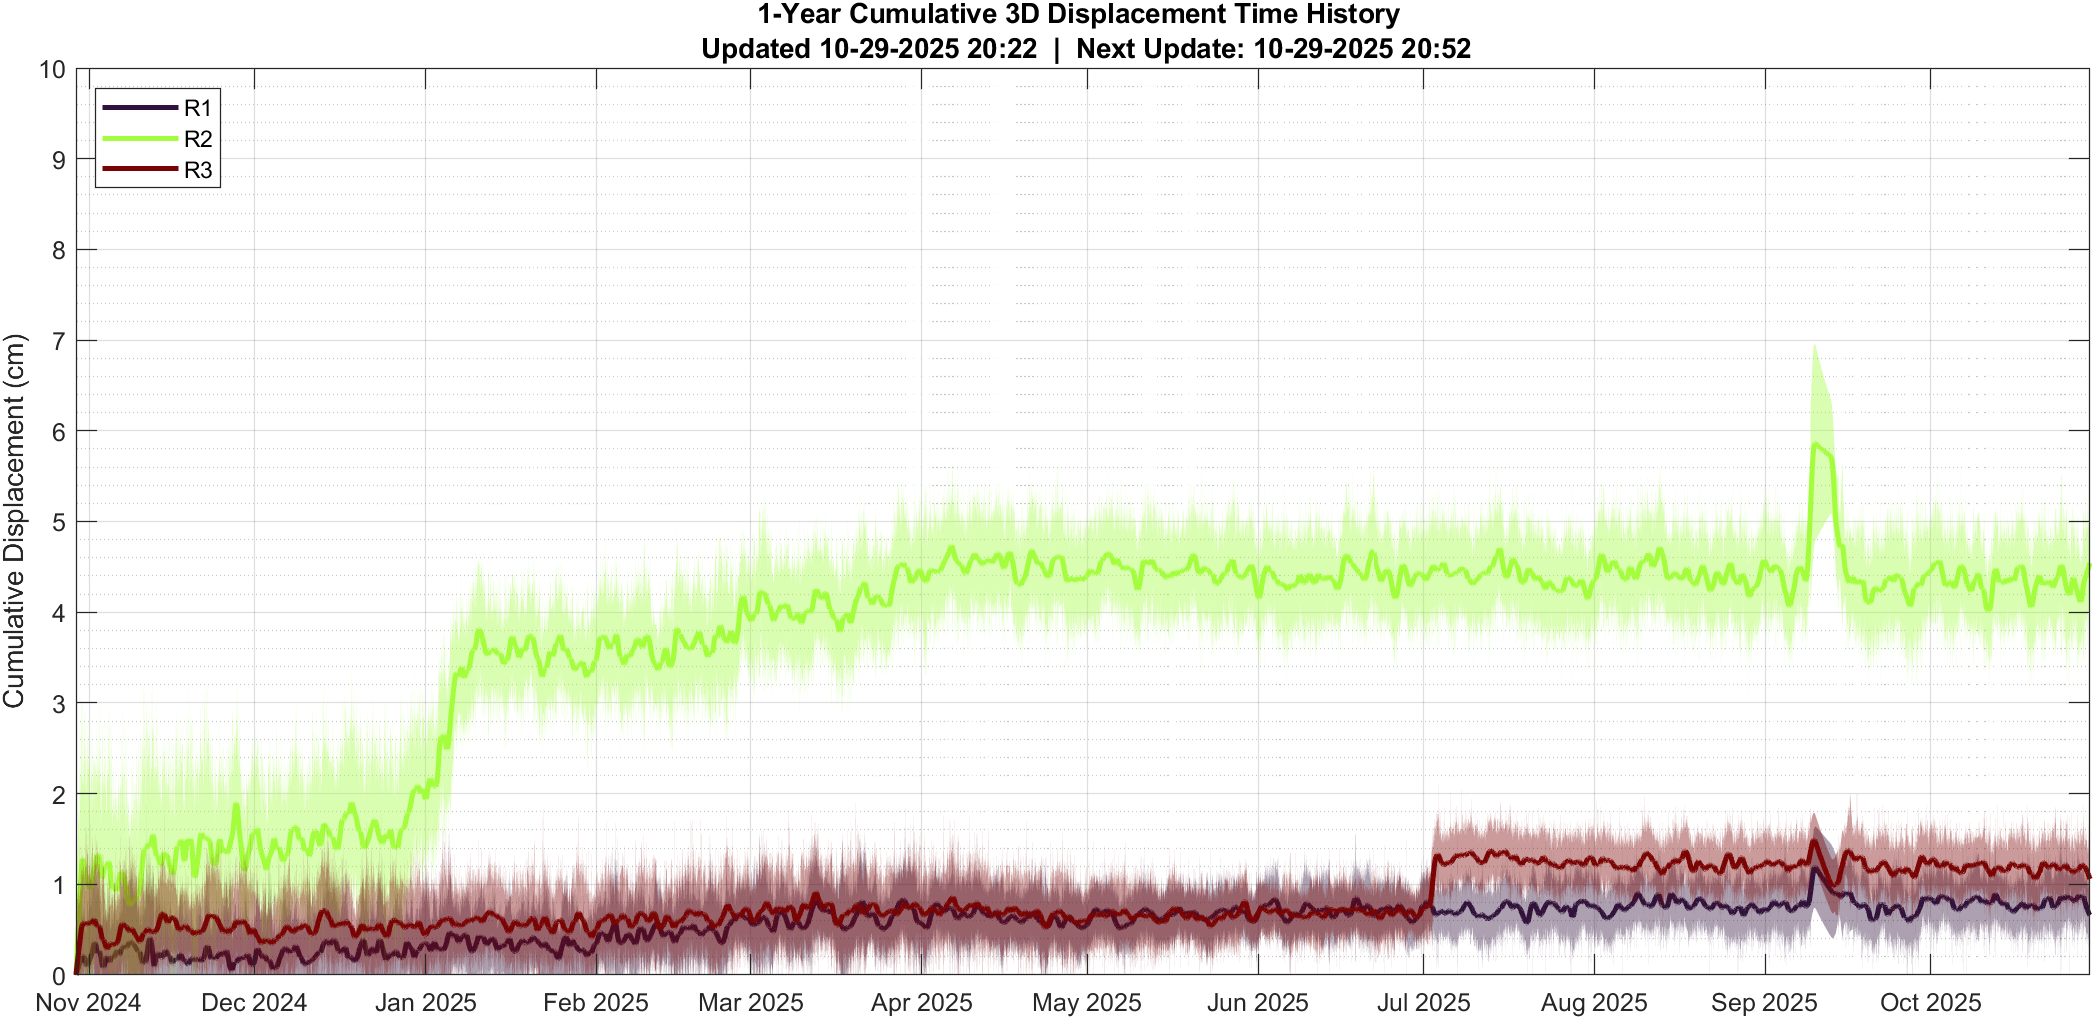 1-Year Cumulative 3D Displacement Time History
Updated 10-29-2025 20:22 | Next Update: 10-29-2025 20:52
R1
R2
R3
Cumulative Displacement (cm)
10
9
8
7
6
5
4
3
2
1
0
Nov 2024 Dec 2024 Jan 2025 Feb 2025 Mar 2025 Apr 2025 May 2025 Jun 2025 Jul 2025 Aug 2025 Sep 2025 Oct 2025